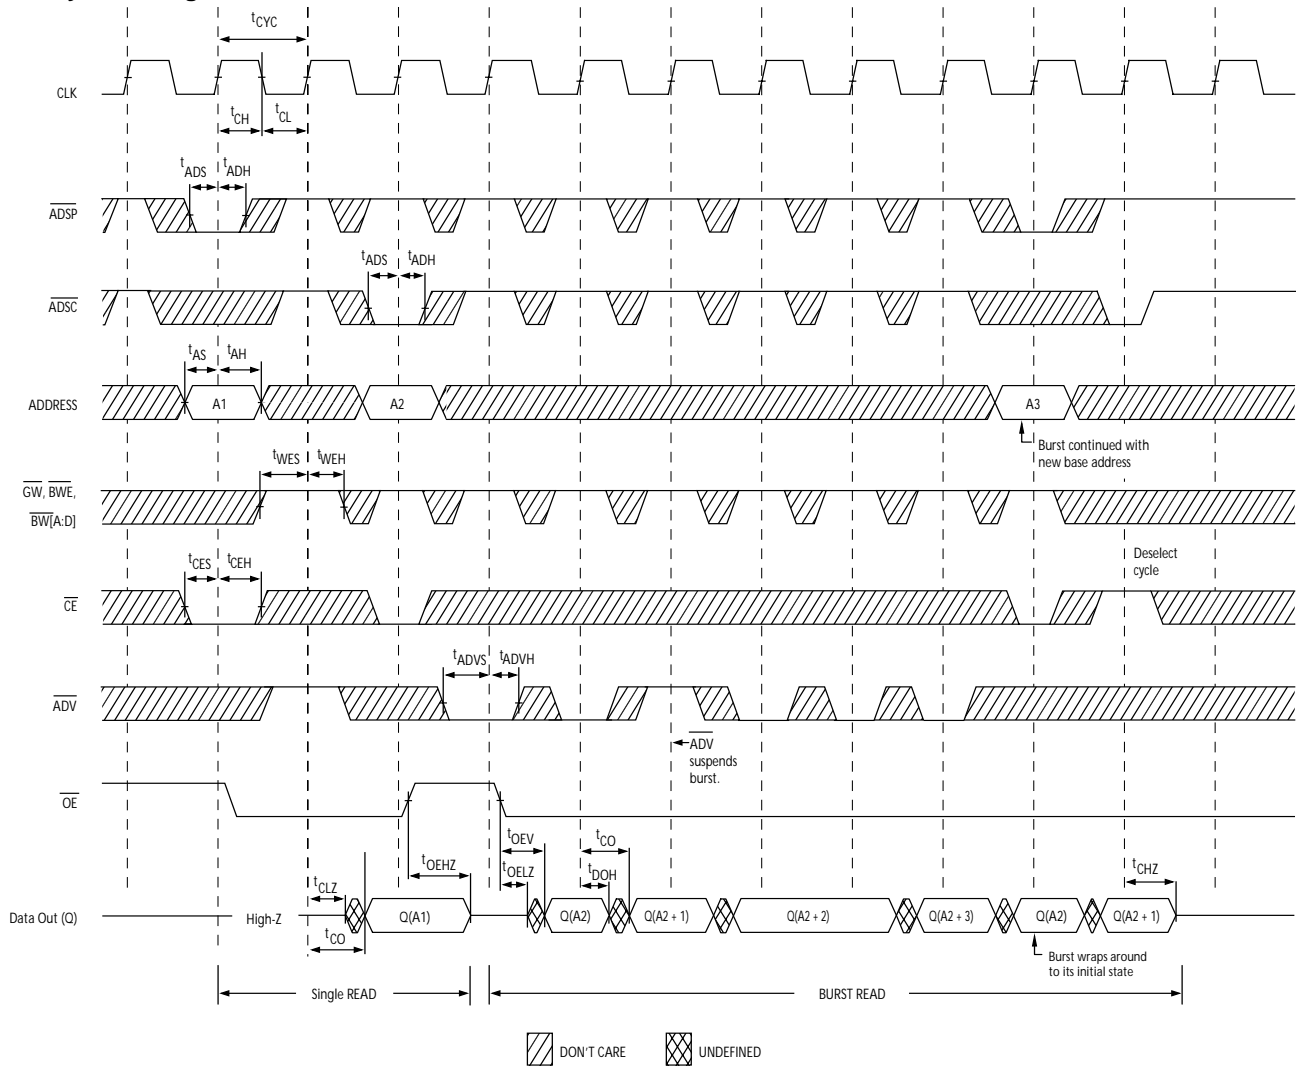 tCYC
CLK
tCH
tCL
tADS
tADH
ADSP
tADS
tADH
ADSC
tAS
tAH
ADDRESS
A1
A2
A3
Burst continued with
new base address
tWES
tWEH
GW, BWE,
BW[A:D]
Deselect
cycle
tCES
tCEH
CE
tADVS
tADVH
ADV
ADV
suspends
burst.
OE
tOEHZ
tOEV
tOELZ
tCO
tDOH
tCHZ
tCLZ
Data Out (Q)
High-Z
Q(A1)
Q(A2)
Q(A2 + 1)
Q(A2 + 2)
Q(A2 + 3)
Q(A2)
Q(A2 + 1)
tCO
Burst wraps around
to its initial state
Single READ
BURST READ
DON'T CARE
UNDEFINED